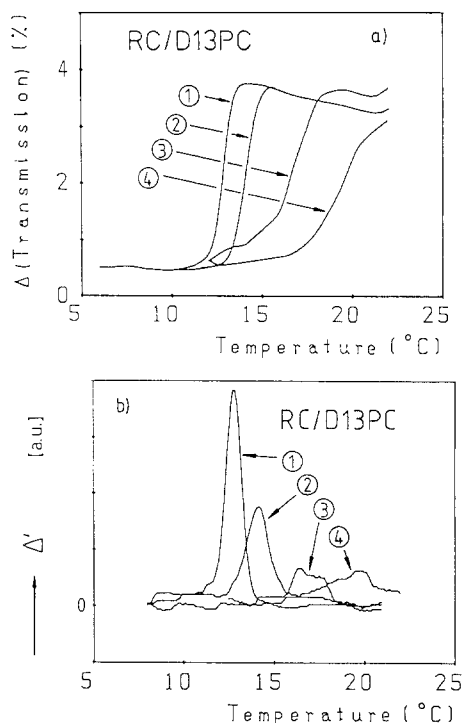 RC/D13PC
a)
Δ(Transmission) (%)
4
2
0
①
②
③
④
5 10 15 20 25
Temperature (°C)
b)
RC/D13PC
[a.u.]
Δ'
0
①
②
③
④
5 10 15 20 25
Temperature (°C)